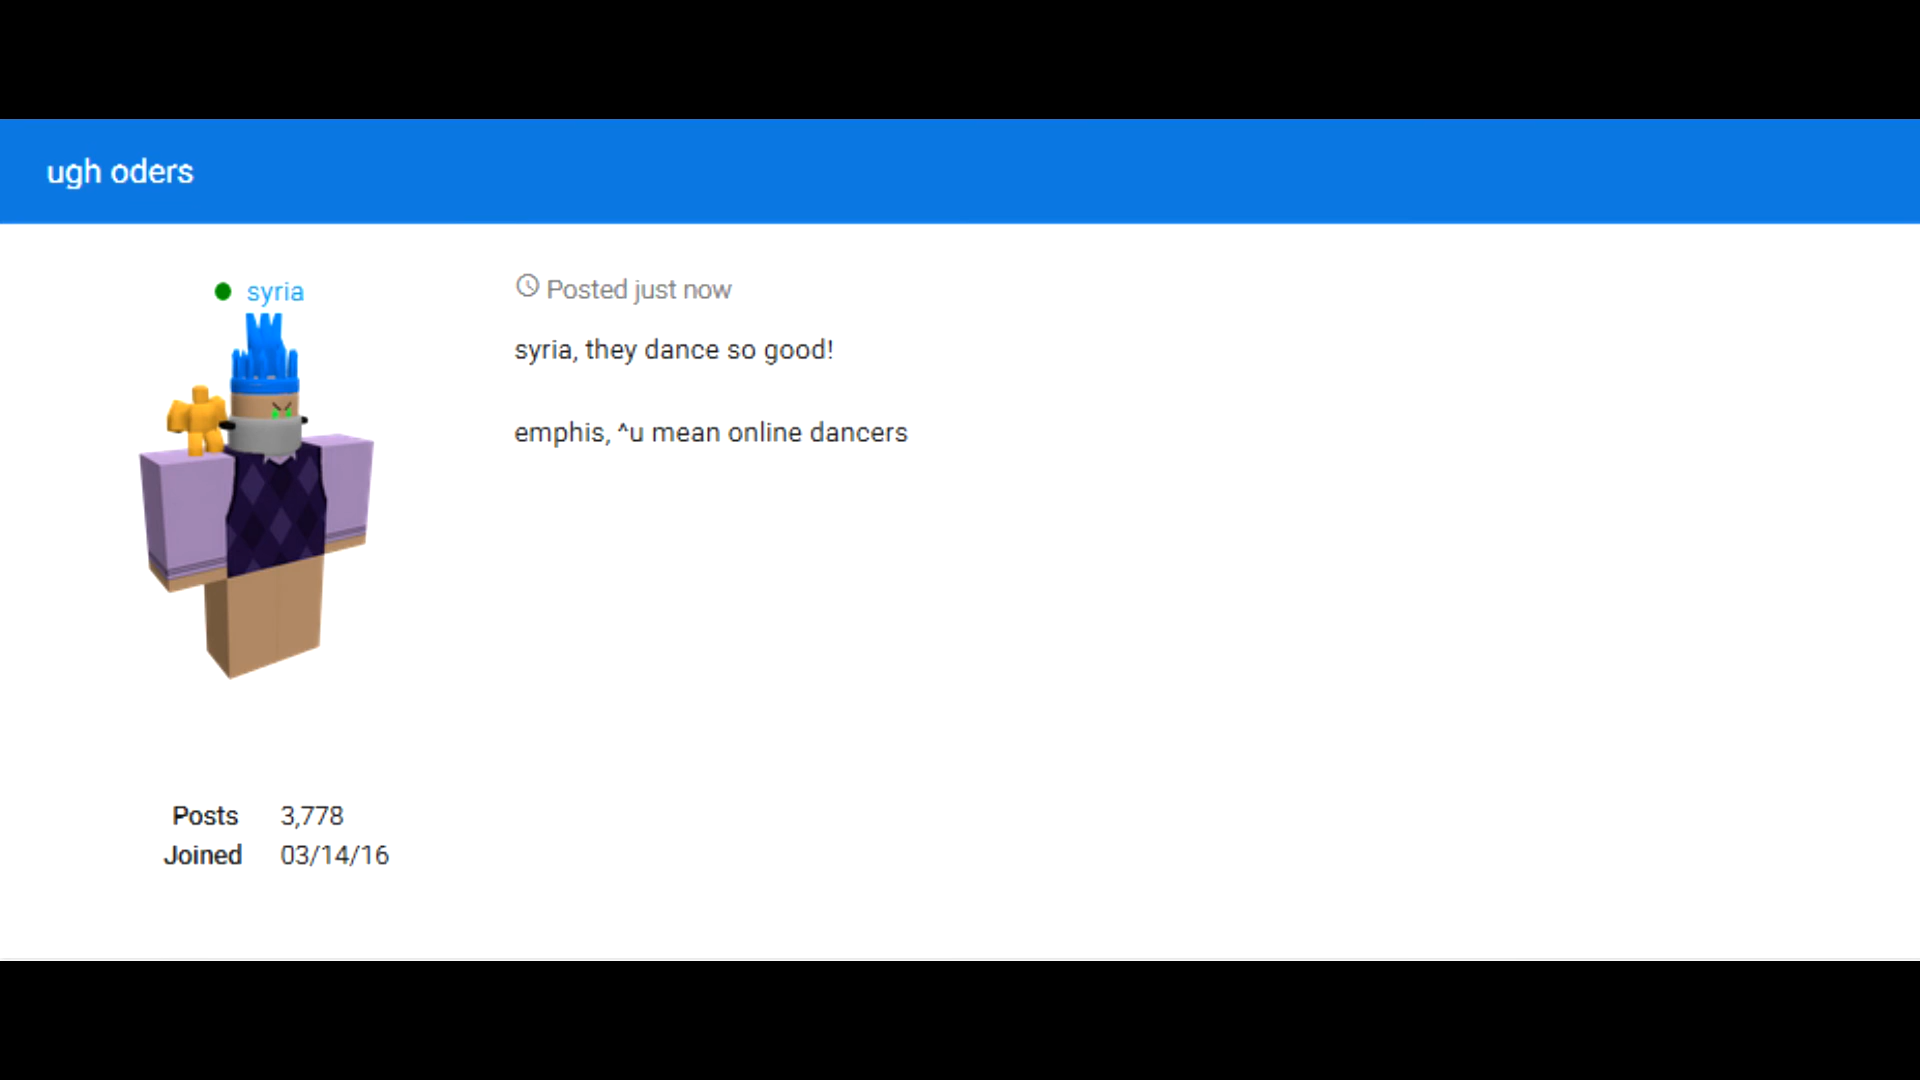 ugh oders
syria
Posted just now
syria, they dance so good!
emphis, ^u mean online dancers
Posts 3,778
Joined 03/14/16